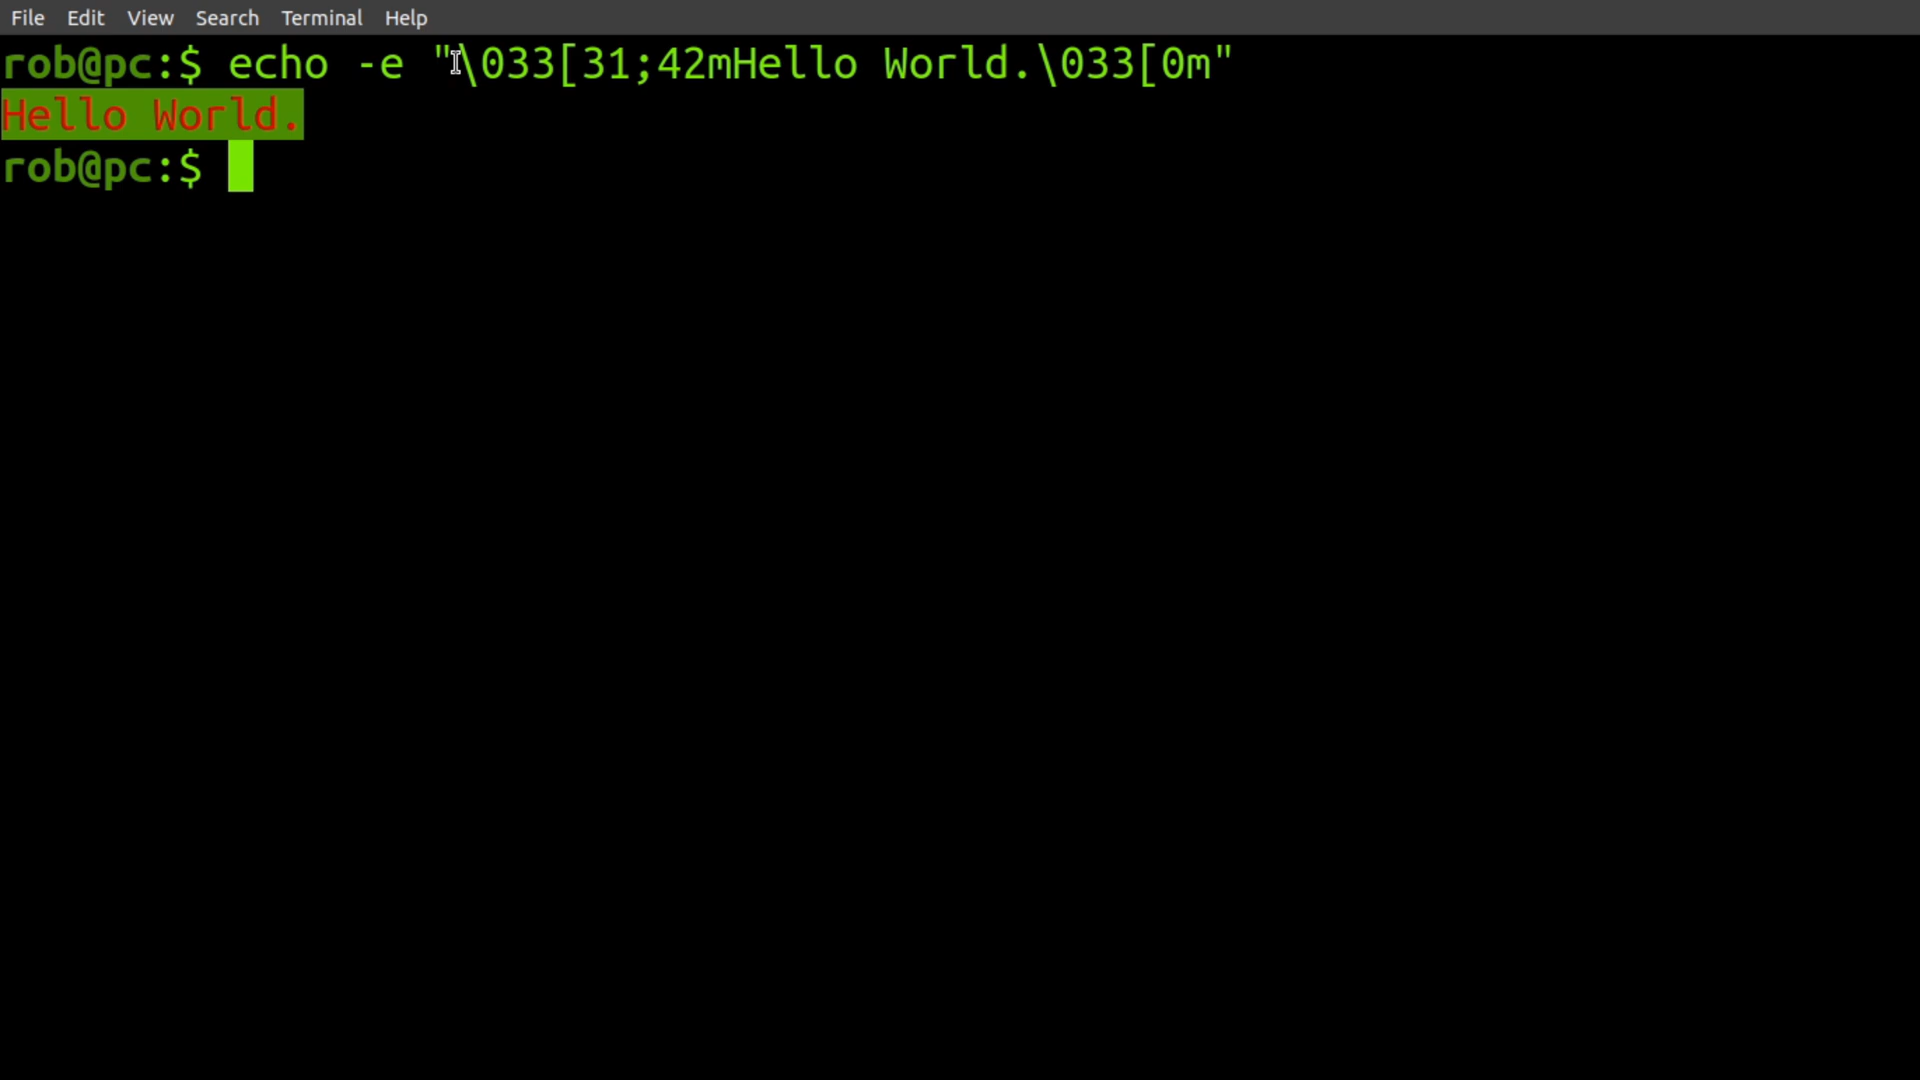 File Edit View Search Terminal Help
rob@pc:$ echo -e "\033[31;42mHello World.\033[0m"
Hello World.
rob@pc:$